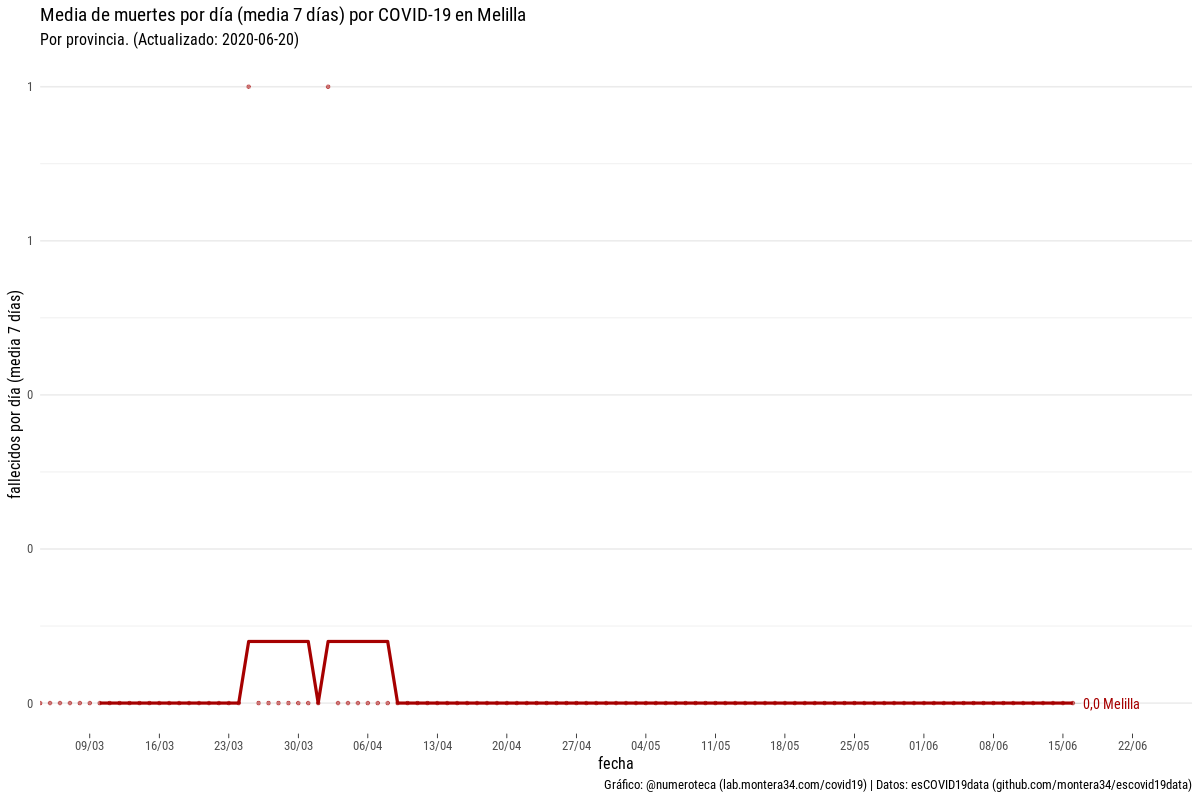 Media de muertes por día (media 7 días) por COVID-19 en Melilla
Por provincia. (Actualizado: 2020-06-20)
fallecidos por día (media 7 días)
1
1
0
0
0
0,0 Melilla
09/03 16/03 23/03 30/03 06/04 13/04 20/04 27/04 04/05 11/05 18/05 25/05 01/06 08/06 15/06 22/06
fecha
Gráfico: @numeroteca (lab.montera34.com/covid19) | Datos: esCOVID19data (github.com/montera34/escovid19data)